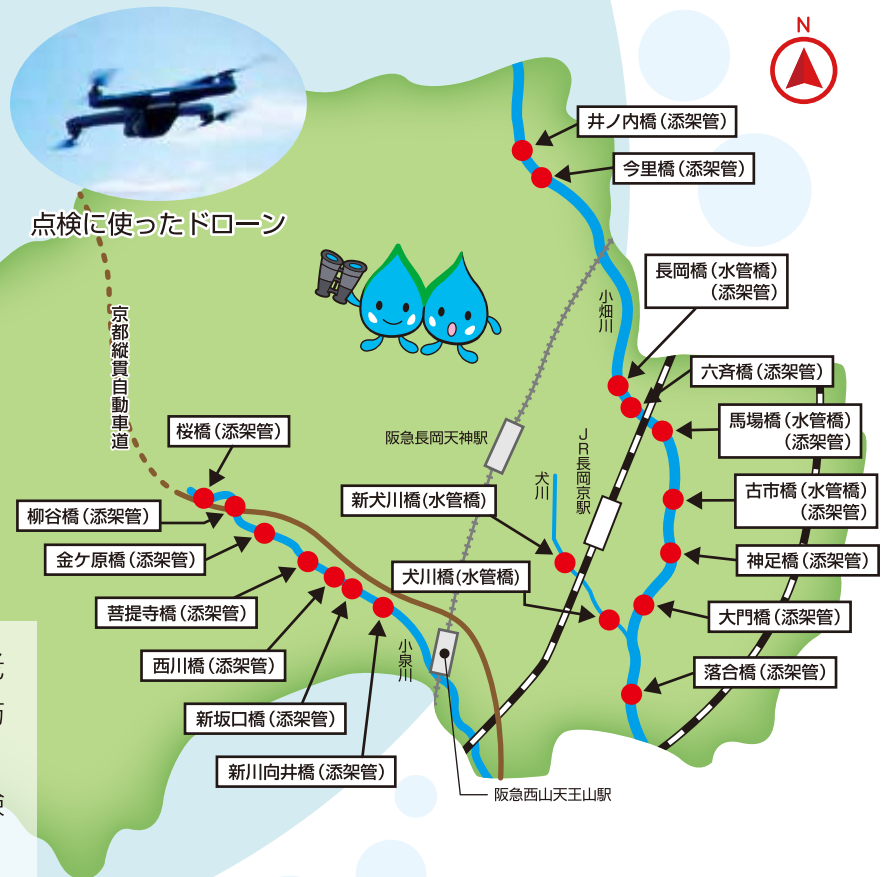 N
井ノ内橋(添架管)
今里橋(添架管)
点検に使ったドローン
長岡橋(水管橋)
(添架管)
小畑川
京都縦貫自動車道
六斉橋(添架管)
馬場橋(水管橋)
(添架管)
桜橋(添架管)
阪急長岡天神駅
JR長岡京駅
犬川
新犬川橋(水管橋)
古市橋(水管橋)
(添架管)
柳谷橋(添架管)
金ケ原橋(添架管)
神足橋(添架管)
犬川橋(水管橋)
菩提寺橋(添架管)
大門橋(添架管)
小泉川
西川橋(添架管)
落合橋(添架管)
新坂口橋(添架管)
新川向井橋(添架管)
阪急西山天王山駅